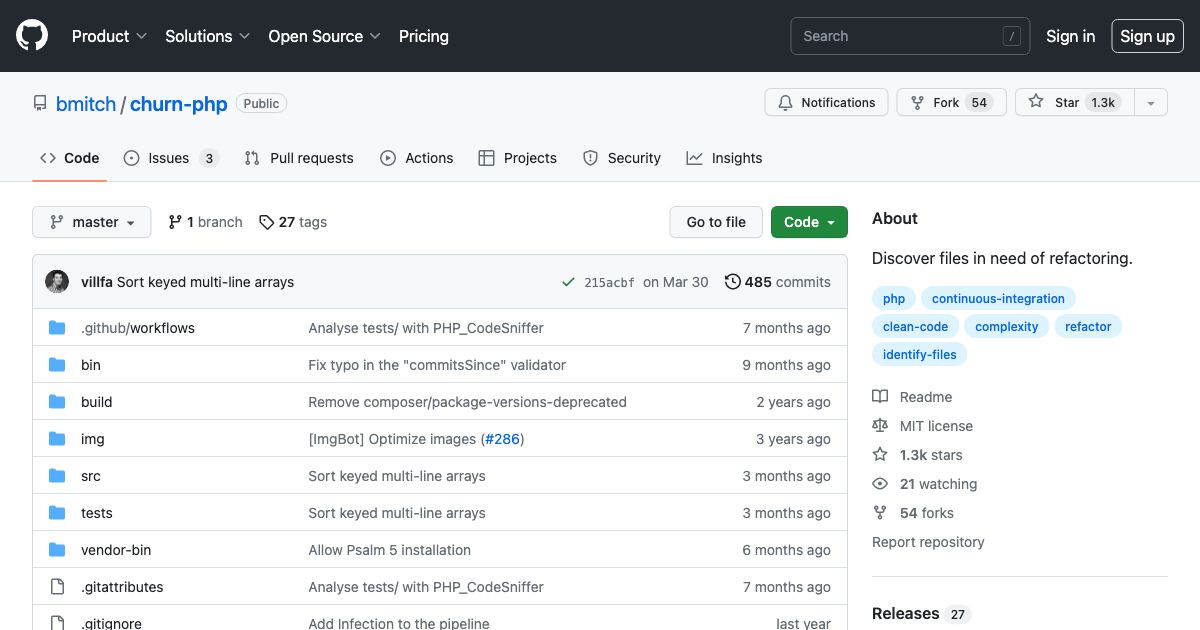 Product Solutions Open Source Pricing Search / Sign in Sign up
bmitch / churn-php Public Notifications Fork 54 Star 1.3k
Code Issues 3 Pull requests Actions Projects Security Insights
master 1 branch 27 tags Go to file Code
villfa Sort keyed multi-line arrays 215acbf on Mar 30 485 commits
.github/workflows Analyse tests/ with PHP_CodeSniffer 7 months ago
bin Fix typo in the "commitsSince" validator 9 months ago
build Remove composer/package-versions-deprecated 2 years ago
img [ImgBot] Optimize images (#286) 3 years ago
src Sort keyed multi-line arrays 3 months ago
tests Sort keyed multi-line arrays 3 months ago
vendor-bin Allow Psalm 5 installation 6 months ago
.gitattributes Analyse tests/ with PHP_CodeSniffer 7 months ago
.gitignore Add Infection to the pipeline last year
About
Discover files in need of refactoring.
php continuous-integration
clean-code complexity refactor
identify-files
Readme
MIT license
1.3k stars
21 watching
54 forks
Report repository
Releases 27